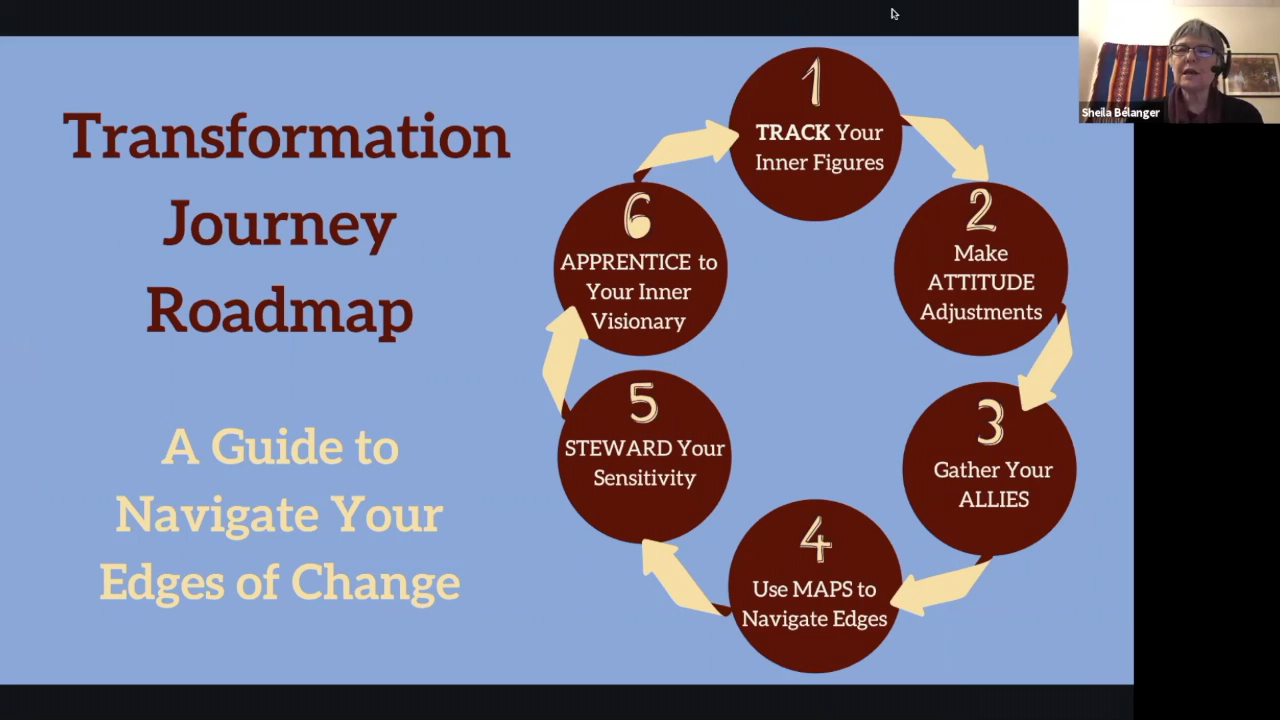 Transformation
Journey
Roadmap
A Guide to
Navigate Your
Edges of Change
1
TRACK Your
Inner Figures
2
Make
ATTITUDE
Adjustments
3
Gather Your
ALLIES
4
Use MAPS to
Navigate Edges
5
STEWARD Your
Sensitivity
6
APPRENTICE to
Your Inner
Visionary
Sheila Bélanger